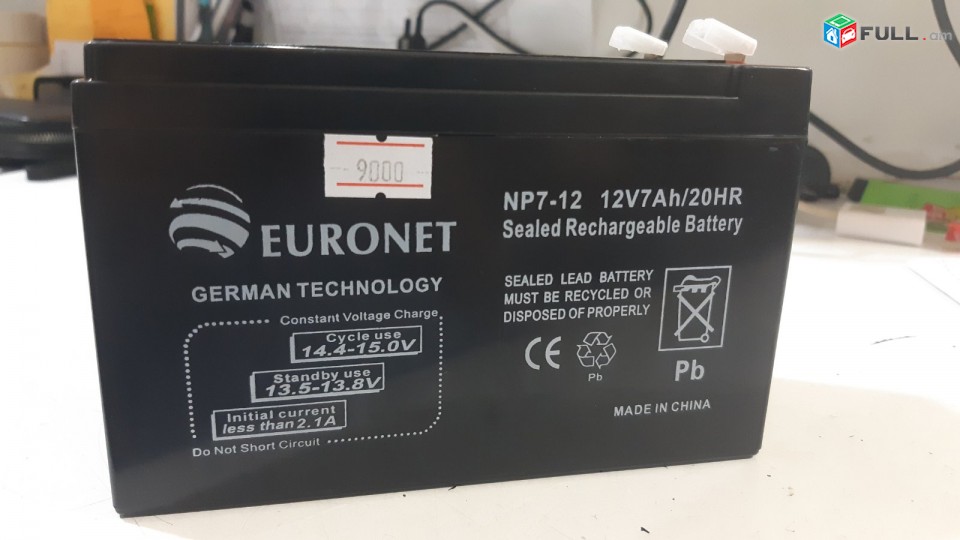 FULL.am
9000
EURONET
GERMAN TECHNOLOGY
Constant Voltage Charge
Cycle use
14.4-15.0V
Standby use
13.5-13.8V
Initial current
less than 2.1A
Do Not Short Circuit
NP7-12 12V7Ah/20HR
Sealed Rechargeable Battery
SEALED LEAD BATTERY
MUST BE RECYCLED OR
DISPOSED OF PROPERLY
CE
Pb
Pb
MADE IN CHINA